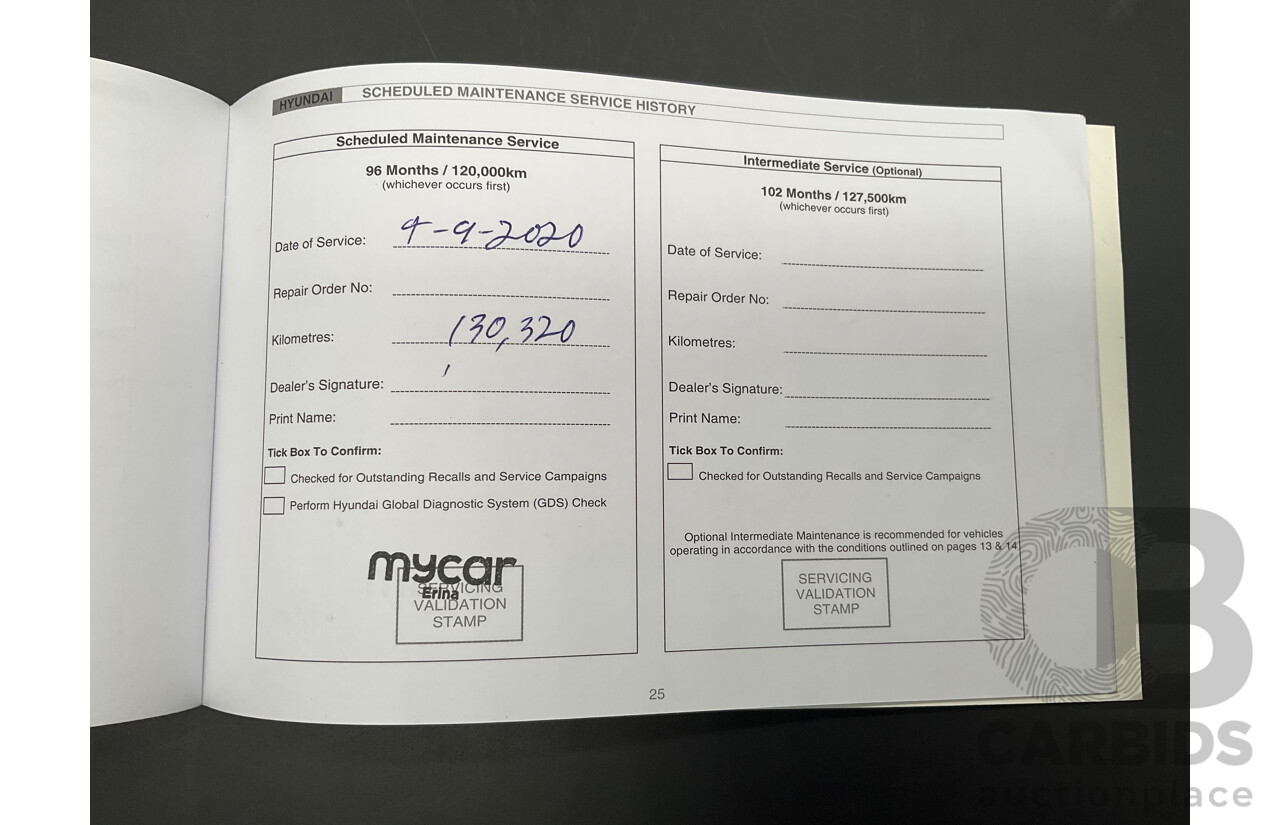 HYUNDAI SCHEDULED MAINTENANCE SERVICE HISTORY
Scheduled Maintenance Service
96 Months / 120,000km
(whichever occurs first)
Date of Service: 4-9-2020
Repair Order No:
Kilometres: 130,320
Dealer's Signature:
Print Name:
Tick Box To Confirm:
Checked for Outstanding Recalls and Service Campaigns
Perform Hyundai Global Diagnostic System (GDS) Check
mycar
Erina
SERVICING
VALIDATION
STAMP
Intermediate Service (Optional)
102 Months / 127,500km
(whichever occurs first)
Date of Service:
Repair Order No:
Kilometres:
Dealer's Signature:
Print Name:
Tick Box To Confirm:
Checked for Outstanding Recalls and Service Campaigns
Optional Intermediate Maintenance is recommended for vehicles
operating in accordance with the conditions outlined on pages 13 & 14
SERVICING
VALIDATION
STAMP
25
CB
CARBIDS
auctionplace